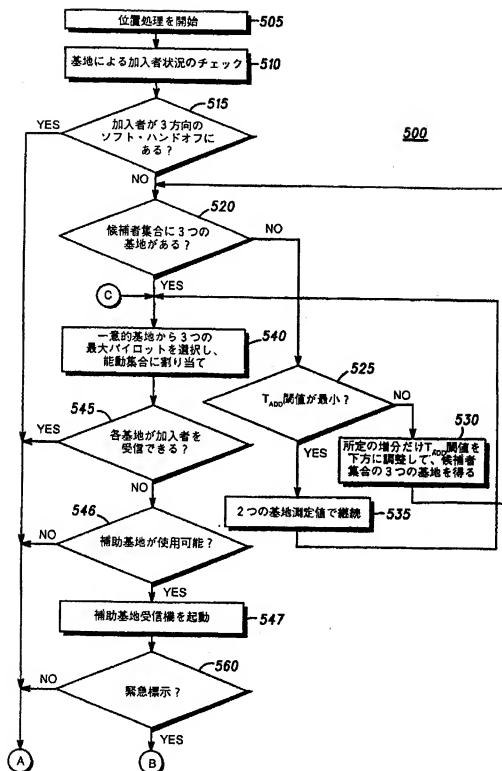 位置処理を開始
505
基地による加入者状況のチェック
510
515
加入者が3方向の
ソフト・ハンドオフに
ある?
YES
NO
500
520
候補者集合に3つの
基地がある?
NO
YES
C
一意的基地から3つの
最大パイロットを選択し、
能動集合に割り当て
540
525
TADD閾値が最小?
NO
YES
530
所定の増分だけTADD閾値を
下方に調整して、候補者
集合の3つの基地を得る
545
各基地が加入者を
受信できる?
YES
NO
2つの基地測定値で継続
535
546
補助基地が使用可能?
NO
YES
補助基地受信機を起動
547
560
緊急標示?
NO
YES
A
B